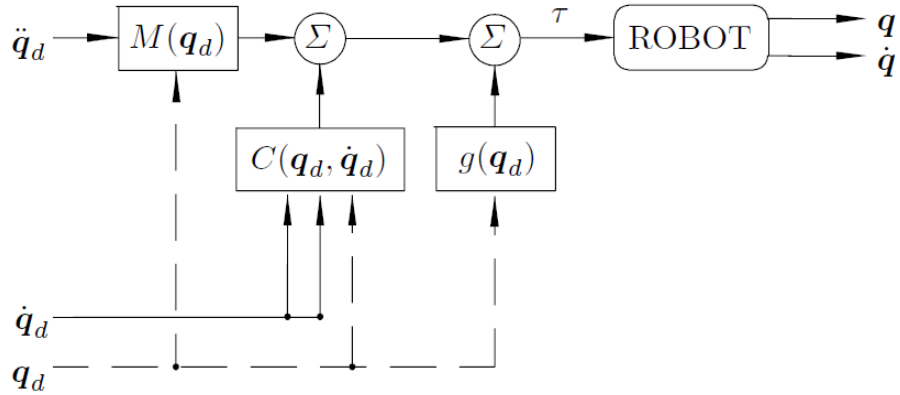 τ
q̈_d M(q_d) Σ Σ ROBOT q
q̇
C(q_d, q̇_d) g(q_d)
q̇_d
q_d